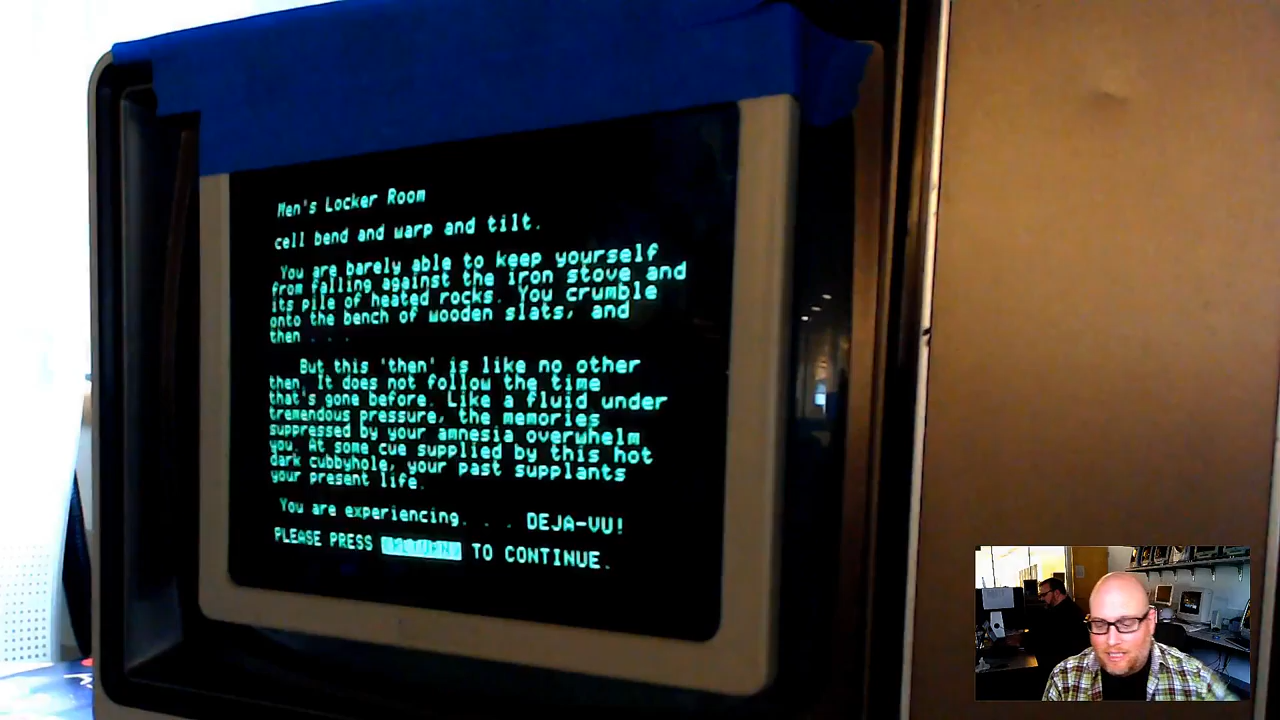 Men's Locker Room
cell bend and warp and tilt.
You are barely able to keep yourself
from falling against the iron stove and
its pile of heated rocks. You crumble
onto the bench of wooden slats, and
then . . .
But this 'then' is like no other
then. It does not follow the time
that's gone before. Like a fluid under
tremendous pressure, the memories
suppressed by your amnesia overwhelm
you. At some cue supplied by this hot
dark cubbyhole, your past supplants
your present life.
You are experiencing. . . DEJA-VU!
PLEASE PRESS (RETURN) TO CONTINUE.